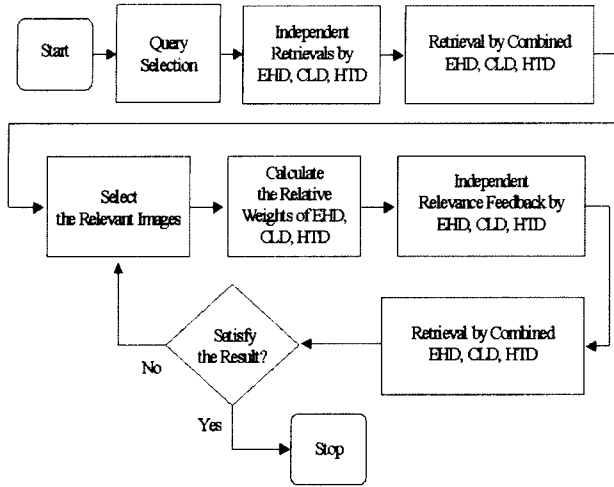 Start
Query
Selection
Independent
Retrievals by
EHD, CLD, HTD
Retrieval by Combined
EHD, CLD, HTD
Select
the Relevant Images
Calculate
the Relative
Weights of EHD,
CLD, HTD
Independent
Relevance Feedback by
EHD, CLD, HTD
Retrieval by Combined
EHD, CLD, HTD
Satisfy
the Result?
No
Yes
Stop